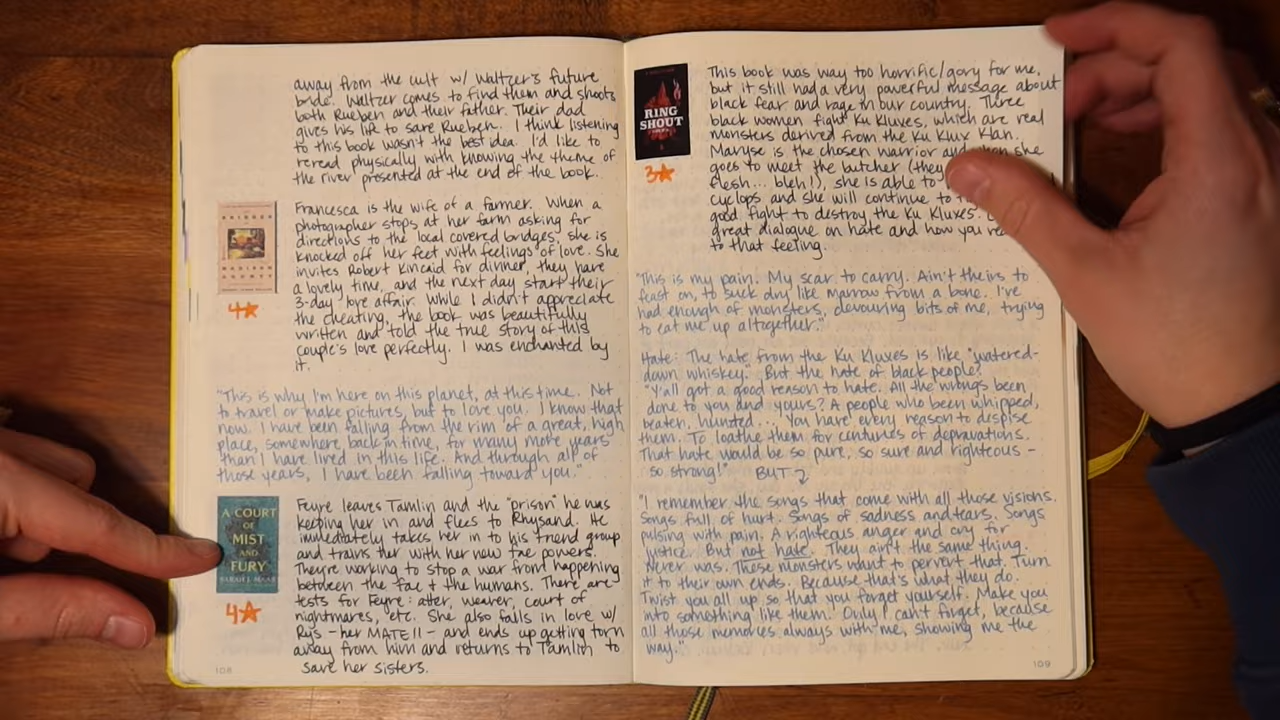 away from the cult w/ Waltzer's future
bride. Waltzer comes to find them and shoots
both Rueben and their father. Their dad
gives his life to save Rueben. I think listening
to this book wasn't the best idea. I'd like to
reread physically with knowing the theme of
the river presented at the end of the book.
BRIDGES
MADISON
COUNTY
4☆
Francesca is the wife of a farmer. When a
photographer stops at her farm asking for
directions to the local covered bridges, she is
knocked off her feet with feelings of love. She
invites Robert Kincaid for dinner, they have
a lovely time, and the next day start their
3-day love affair. While I didn't appreciate
the cheating, the book was beautifully
written and told the true story of this
couple's love perfectly. I was enchanted by
it.
"This is why I'm here on this planet, at this time. Not
to travel or make pictures, but to love you. I know that
now. I have been falling from the rim of a great, high
place, somewhere back in time, for many more years
than I have lived in this life. And through all of
those years, I have been falling toward you."
A COURT
OF
MIST
AND
FURY
SARAH J. MAAS
4☆
Feyre leaves Tamlin and the "prison" he was
keeping her in and flees to Rhysand. He
immediately takes her in to his friend group
and trains her with her new fae powers.
They're working to stop a war from happening
between the fae + the humans. There are
tests for Feyre: atter, weaver, court of
nightmares, etc. She also falls in love w/
Rys - her MATE!! - and ends up getting torn
away from him and returns to Tamlin to
save her sisters.
108
RING
SHOUT
3☆
This book was way too horrific/gory for me,
but it still had a very powerful message about
black fear and rage in our country. Three
black women fight Ku Kluxes, which are real
monsters derived from the Ku Klux Klan.
Maryse is the chosen warrior and when she
goes to meet the butcher (they
flesh... bleh!), she is able to
cyclops and she will continue to
good fight to destroy the Ku Kluxes.
great dialogue on hate and how you
to that feeling.
"This is my pain. My scar to carry. Ain't theirs to
feast on, to suck dry like marrow from a bone. I've
had enough of monsters, devouring bits of me, trying
to eat me up altogether."
Hate: The hate from the Ku Kluxes is like "watered-
down whiskey." But the hate of black people?
"Y'all got a good reason to hate. All the wrongs been
done to you and yours? A people who been whipped,
beaten, hunted... You have every reason to despise
them. To loathe them for centuries of depravations.
That hate would be so pure, so sure and righteous -
so strong!" BUT
"I remember the songs that come with all those visions.
Songs full of hurt. Songs of sadness and tears. Songs
pulsing with pain. A righteous anger and cry for
justice. But not hate. They ain't the same thing.
Never was. These monsters want to pervert that. Turn
it to their own ends. Because that's what they do.
Twist you all up so that you forget yourself. Make you
into something like them. Only I can't forget, because
all those memories always with me, showing me the
way."
109